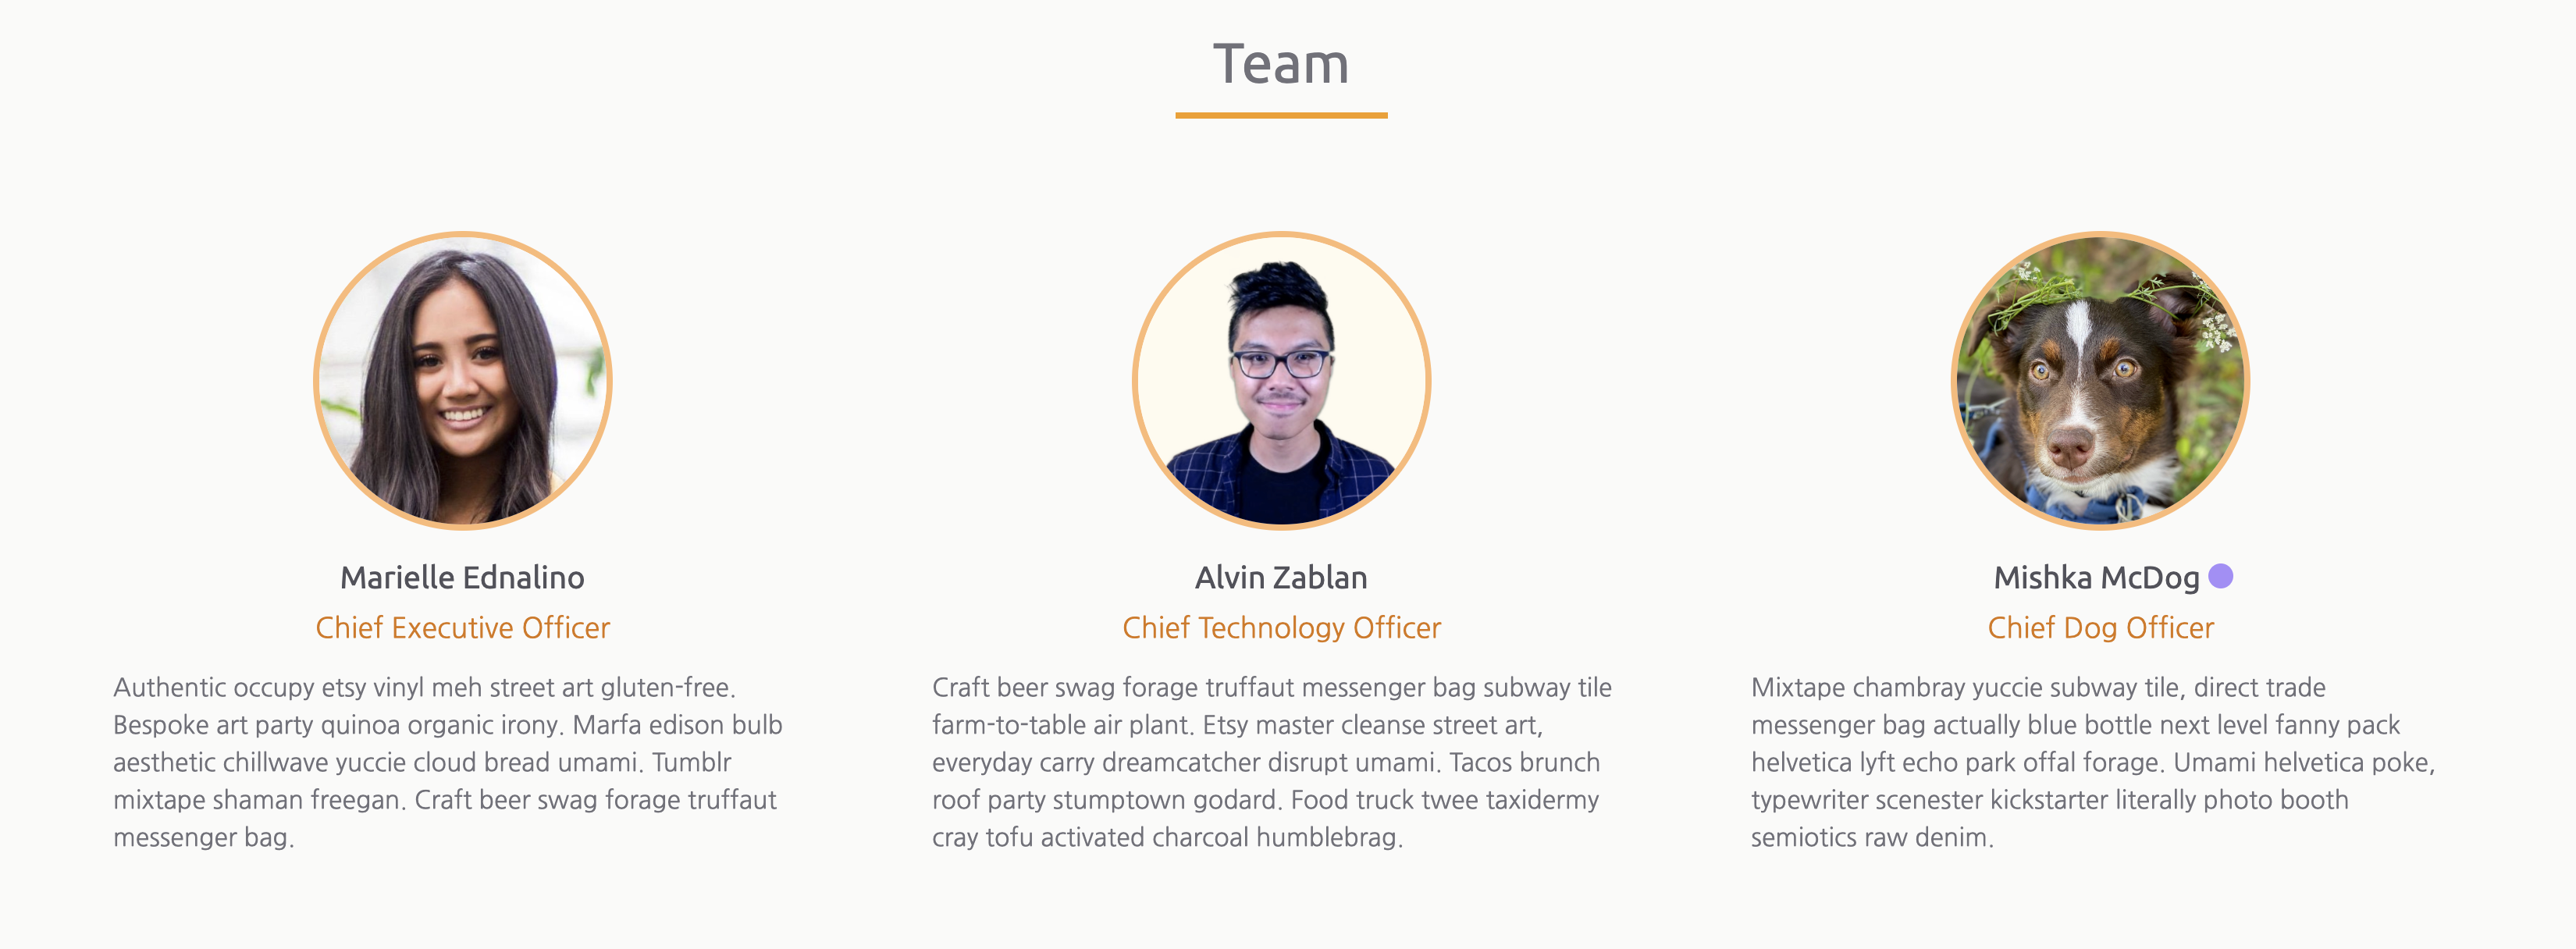 Team
Marielle Ednalino
Chief Executive Officer
Authentic occupy etsy vinyl meh street art gluten-free.
Bespoke art party quinoa organic irony. Marfa edison bulb
aesthetic chillwave yuccie cloud bread umami. Tumblr
mixtape shaman freegan. Craft beer swag forage truffaut
messenger bag.
Alvin Zablan
Chief Technology Officer
Craft beer swag forage truffaut messenger bag subway tile
farm-to-table air plant. Etsy master cleanse street art,
everyday carry dreamcatcher disrupt umami. Tacos brunch
roof party stumptown godard. Food truck twee taxidermy
cray tofu activated charcoal humblebrag.
Mishka McDog
Chief Dog Officer
Mixtape chambray yuccie subway tile, direct trade
messenger bag actually blue bottle next level fanny pack
helvetica lyft echo park offal forage. Umami helvetica poke,
typewriter scenester kickstarter literally photo booth
semiotics raw denim.